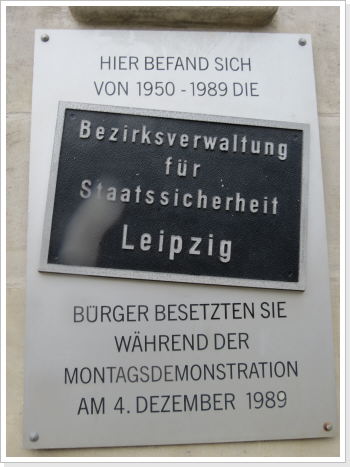 HIER BEFAND SICH
VON 1950 - 1989 DIE
Bezirksverwaltung
für
Staatssicherheit
Leipzig
BÜRGER BESETZTEN SIE
WÄHREND DER
MONTAGSDEMONSTRATION
AM 4. DEZEMBER 1989